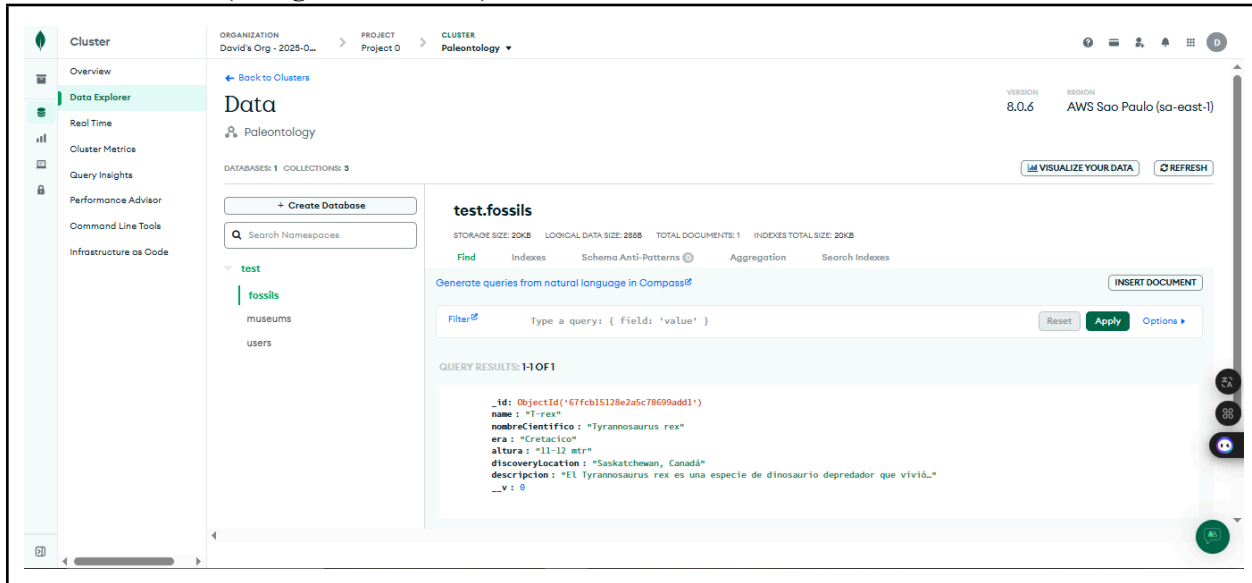 Cluster
ORGANIZATION
David's Org - 2025-0...
PROJECT
Project 0
CLUSTER
Paleontology
D
Overview
Data Explorer
Real Time
Cluster Metrics
Query Insights
Performance Advisor
Command Line Tools
Infrastructure as Code
Back to Clusters
Data
Paleontology
VERSION
8.0.6
REGION
AWS Sao Paulo (sa-east-1)
DATABASES: 1 COLLECTIONS: 3
VISUALIZE YOUR DATA
REFRESH
+ Create Database
Search Namespaces
test
fossils
museums
users
test.fossils
STORAGE SIZE: 20KB LOGICAL DATA SIZE: 288B TOTAL DOCUMENTS: 1 INDEXES TOTAL SIZE: 20KB
Find Indexes Schema Anti-Patterns 0 Aggregation Search Indexes
Generate queries from natural language in Compass
INSERT DOCUMENT
Filter Type a query: { field: 'value' } Reset Apply Options
QUERY RESULTS: 1-1 OF 1
_id: ObjectId('67fcb15128e2a5c78699add1')
name : "T-rex"
nombreCientifico : "Tyrannosaurus rex"
era : "Cretacico"
altura : "11-12 mtr"
discoveryLocation : "Saskatchewan, Canadá"
descripcion : "El Tyrannosaurus rex es una especie de dinosaurio depredador que vivió…"
__v : 0